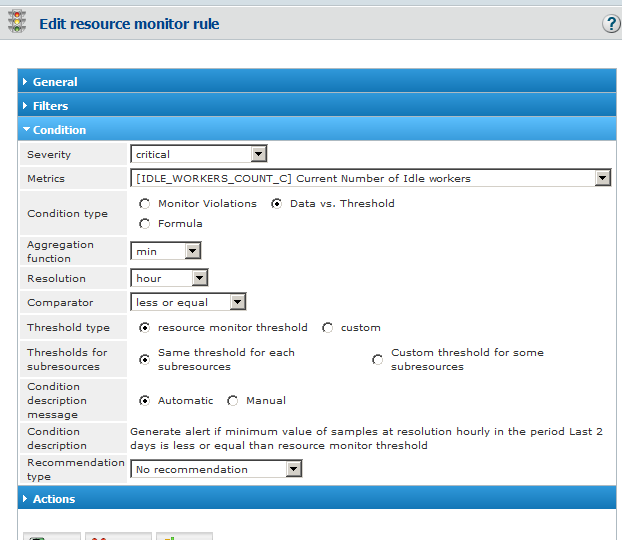 Edit resource monitor rule
?
General
Filters
Condition
Severity
critical
Metrics
[IDLE_WORKERS_COUNT_C] Current Number of Idle workers
Condition type
Monitor Violations
Data vs. Threshold
Formula
Aggregation
function
min
Resolution
hour
Comparator
less or equal
Threshold type
resource monitor threshold
custom
Thresholds for
subresources
Same threshold for each
subresources
Custom threshold for some
subresources
Condition
description
message
Automatic
Manual
Condition
description
Generate alert if minimum value of samples at resolution hourly in the period Last 2
days is less or equal than resource monitor threshold
Recommendation
type
No recommendation
Actions